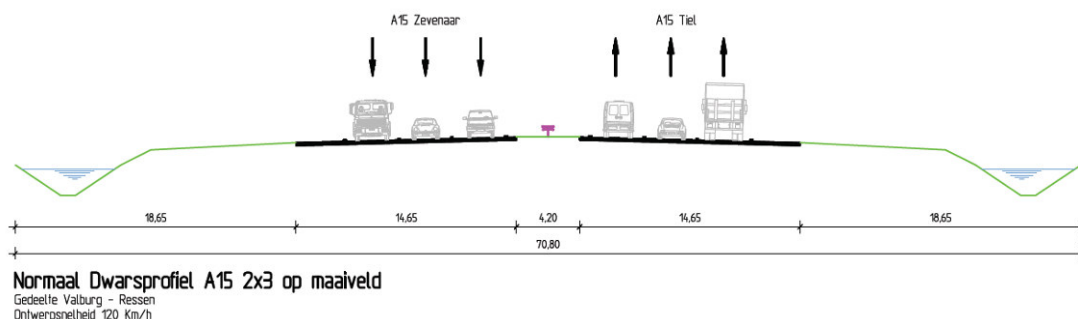 A15 Zevenaar
A15 Tiel
18,65
14,65
4,20
14,65
18,65
70,80
Normaal Dwarsprofiel A15 2x3 op maaiveld
Gedeelte Valburg - Ressen
Ontwerpsnelheid 120 Km/h